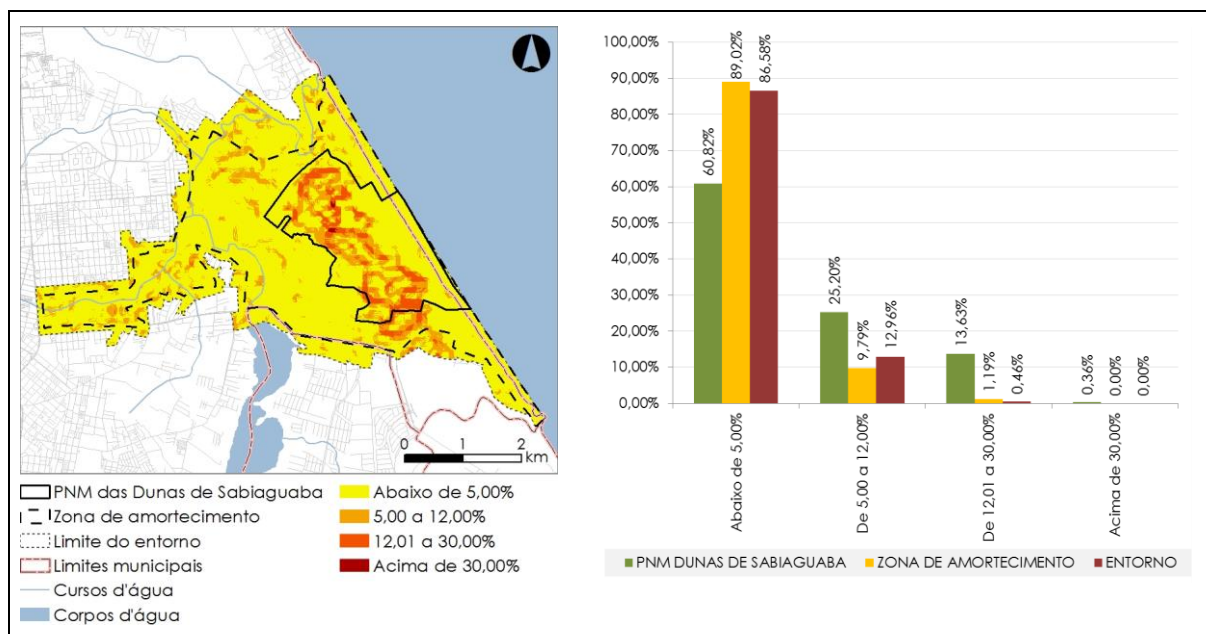 0 1 2
km
PNM das Dunas de Sabiaguaba
Zona de amortecimento
Limite do entorno
Limites municipais
Cursos d'água
Corpos d'água
Abaixo de 5,00%
5,00 a 12,00%
12,01 a 30,00%
Acima de 30,00%
100,00%
90,00%
80,00%
70,00%
60,00%
50,00%
40,00%
30,00%
20,00%
10,00%
0,00%
60,82%
89,02%
86,58%
25,20%
9,79%
12,96%
13,63%
1,19%
0,46%
0,36%
0,00%
0,00%
Abaixo de 5,00%
De 5,00 a 12,00%
De 12,01 a 30,00%
Acima de 30,00%
PNM DUNAS DE SABIAGUABA ZONA DE AMORTECIMENTO ENTORNO